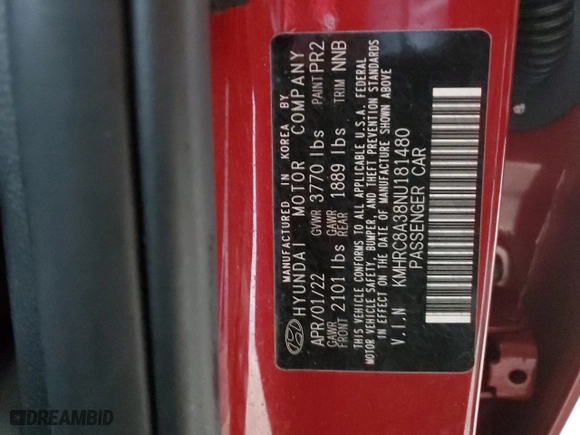 MANUFACTURED IN KOREA BY
HYUNDAI MOTOR COMPANY
APR/01/22 GVWR 3770 lbs PAINT PR2
GAWR FRONT 2101 lbs GAWR REAR 1889 lbs TRIM NNB
THIS VEHICLE CONFORMS TO ALL APPLICABLE U.S.A. FEDERAL
MOTOR VEHICLE SAFETY, BUMPER, AND THEFT PREVENTION STANDARDS
IN EFFECT ON THE DATE OF MANUFACTURE SHOWN ABOVE
V.I.N KMHRC8A38NU181480
PASSENGER CAR
DREAMBID